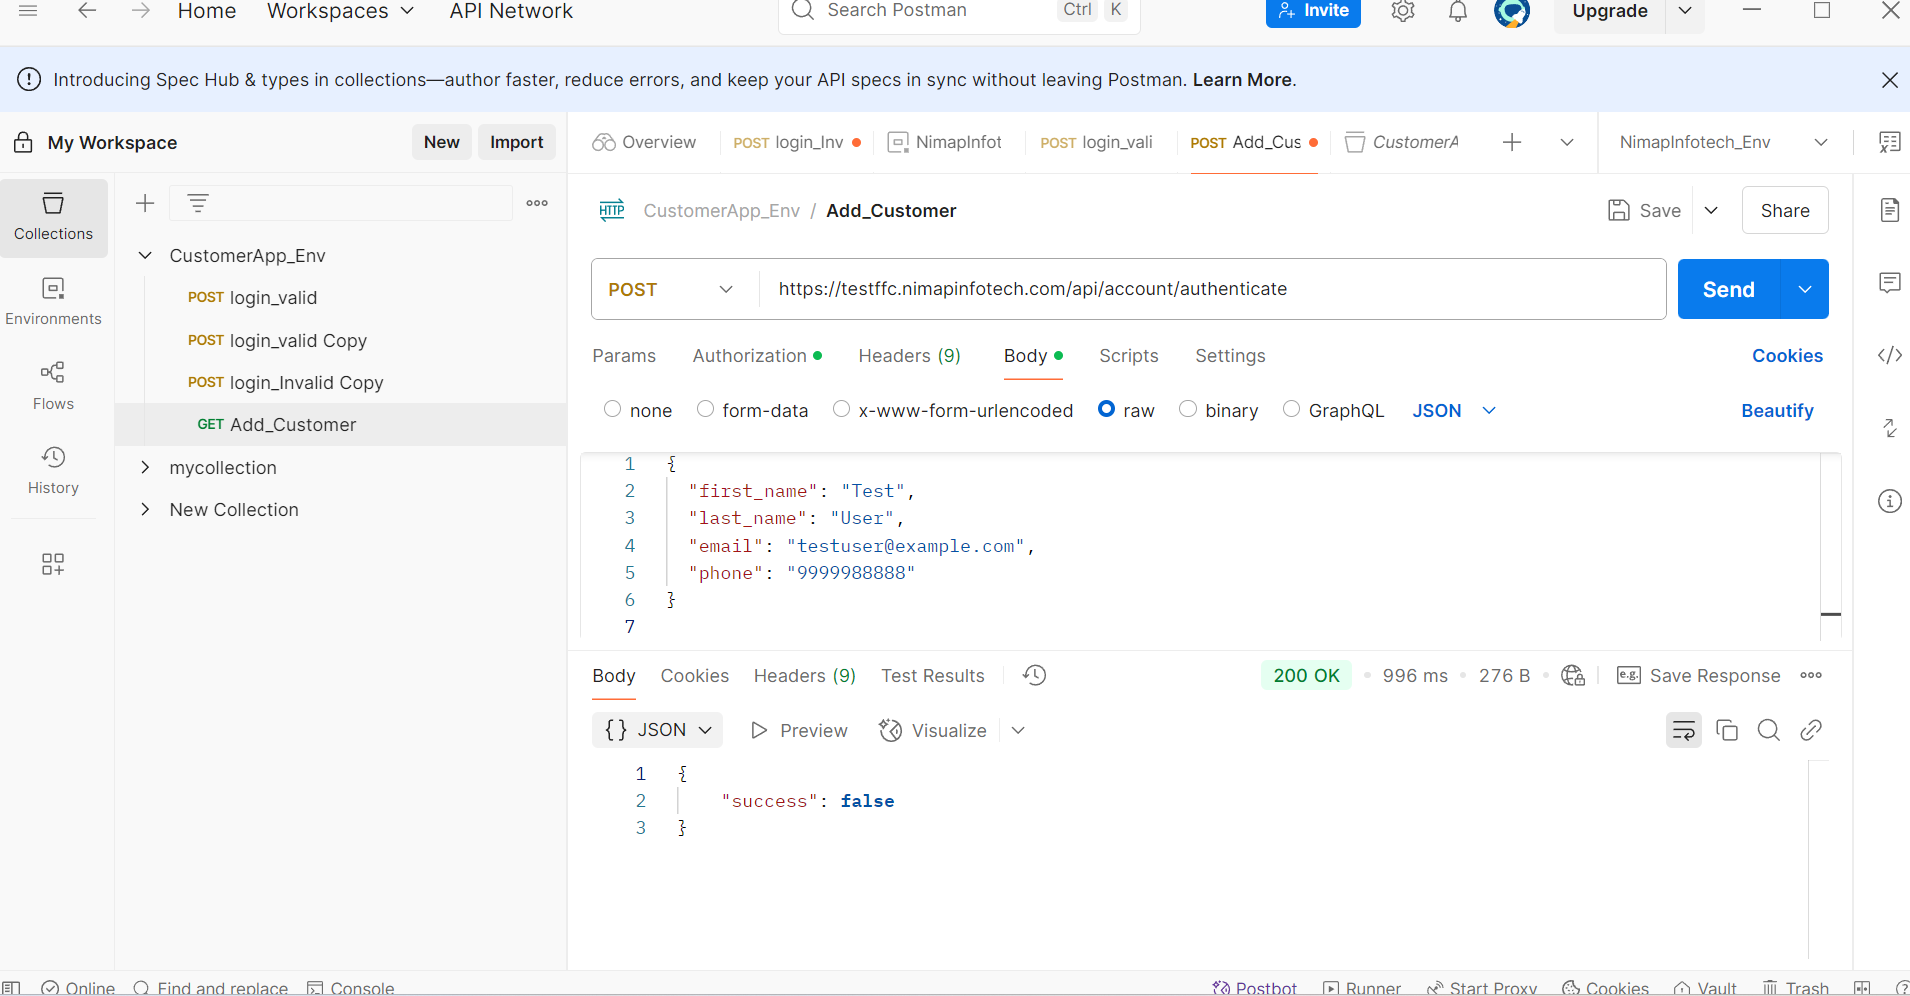 Home Workspaces API Network Search Postman Ctrl K Invite Upgrade
Introducing Spec Hub & types in collections—author faster, reduce errors, and keep your API specs in sync without leaving Postman. Learn More.
My Workspace New Import
Overview POST login_Inv NimapInfot POST login_vali POST Add_Cus CustomerA NimapInfotech_Env
Collections
Environments
Flows
History
CustomerApp_Env
POST login_valid
POST login_valid Copy
POST login_Invalid Copy
GET Add_Customer
mycollection
New Collection
HTTP CustomerApp_Env / Add_Customer Save Share
POST https://testffc.nimapinfotech.com/api/account/authenticate Send
Params Authorization Headers (9) Body Scripts Settings Cookies
none form-data x-www-form-urlencoded raw binary GraphQL JSON Beautify
1 {
2 "first_name": "Test",
3 "last_name": "User",
4 "email": "testuser@example.com",
5 "phone": "9999988888"
6 }
7
Body Cookies Headers (9) Test Results 200 OK • 996 ms • 276 B • e.g. Save Response
{} JSON Preview Visualize
1 {
2 "success": false
3 }
Online Find and replace Console Postbot Runner Start Proxy Cookies Vault Trash